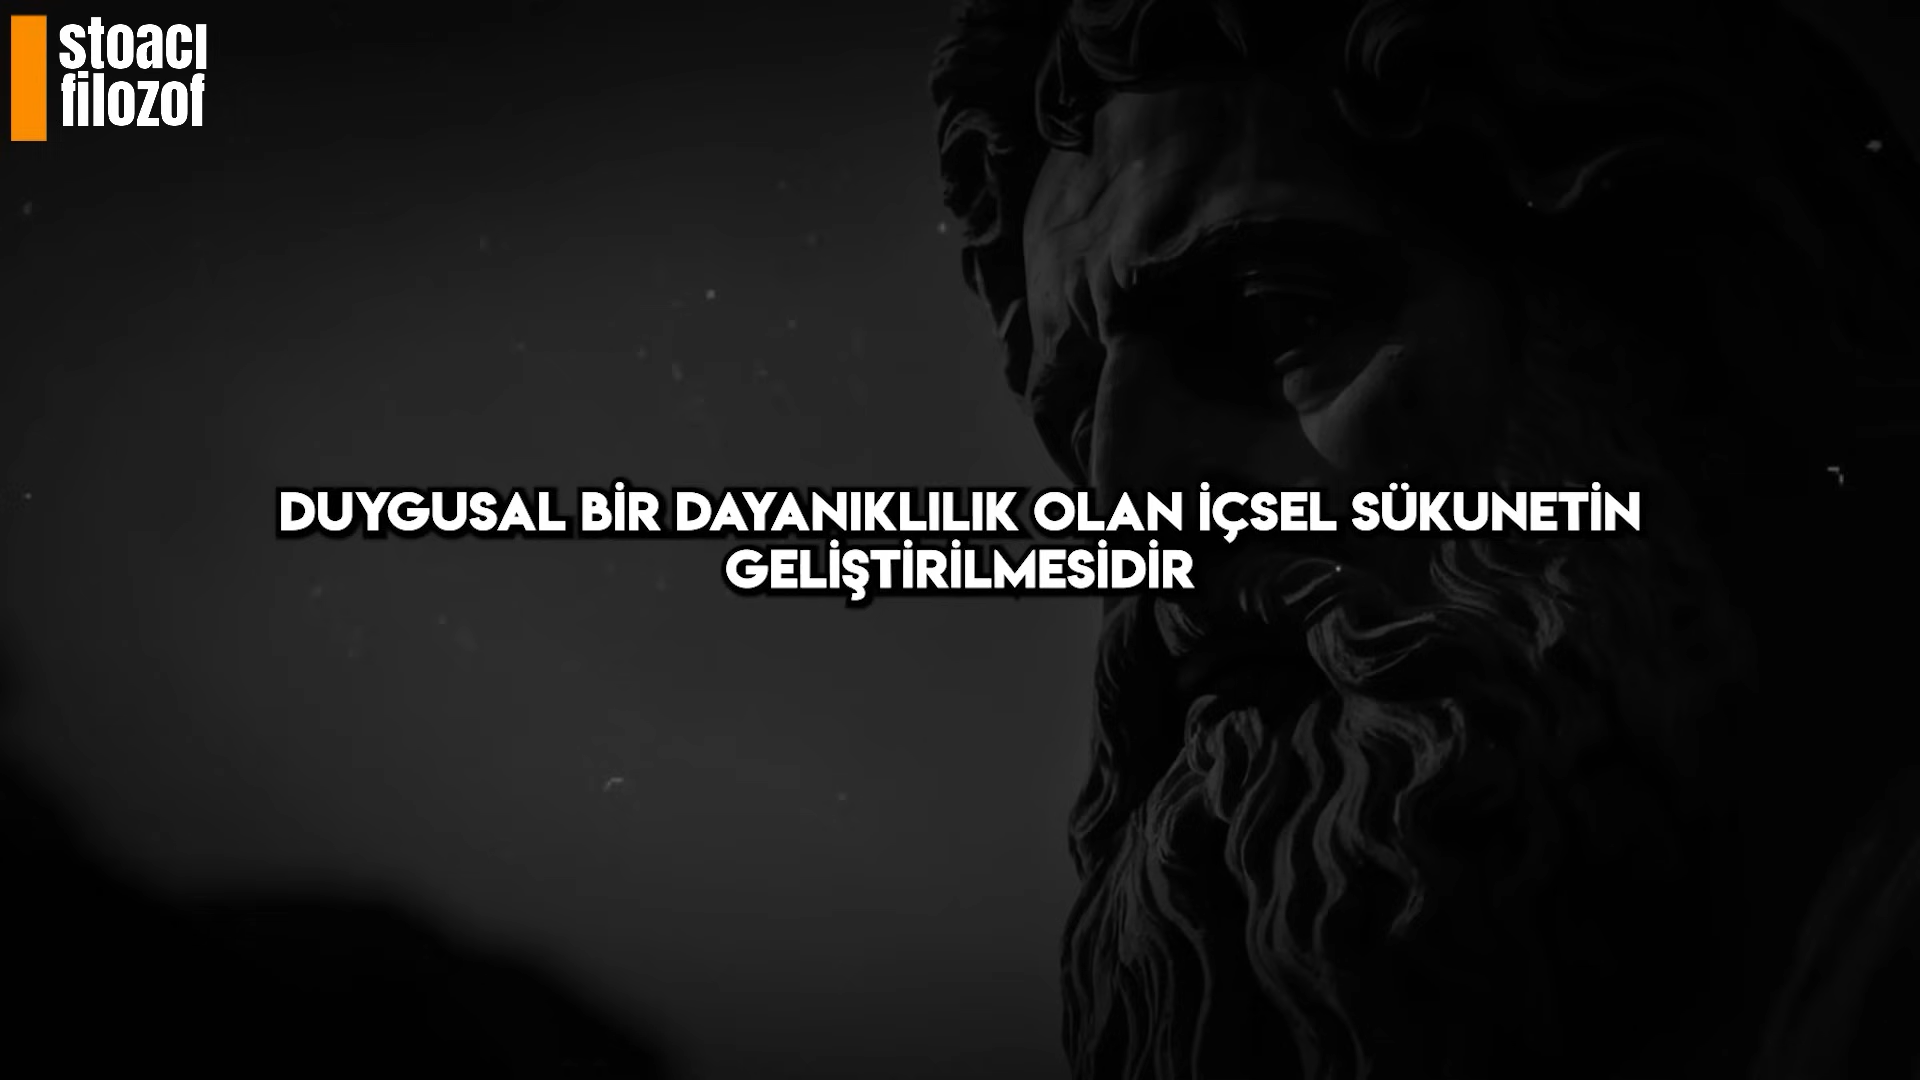 stoacı
filozof
DUYGUSAL BİR DAYANIKLILIK OLAN İÇSEL SÜKUNETİN
GELİŞTİRİLMESİDİR